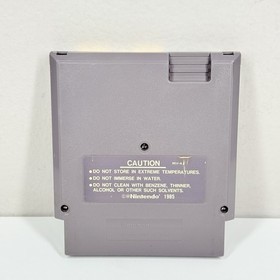 CAUTION
• DO NOT STORE IN EXTREME TEMPERATURES.
• DO NOT IMMERSE IN WATER.
• DO NOT CLEAN WITH BENZENE, THINNER,
ALCOHOL OR OTHER SUCH SOLVENTS.
©® Nintendo 1985